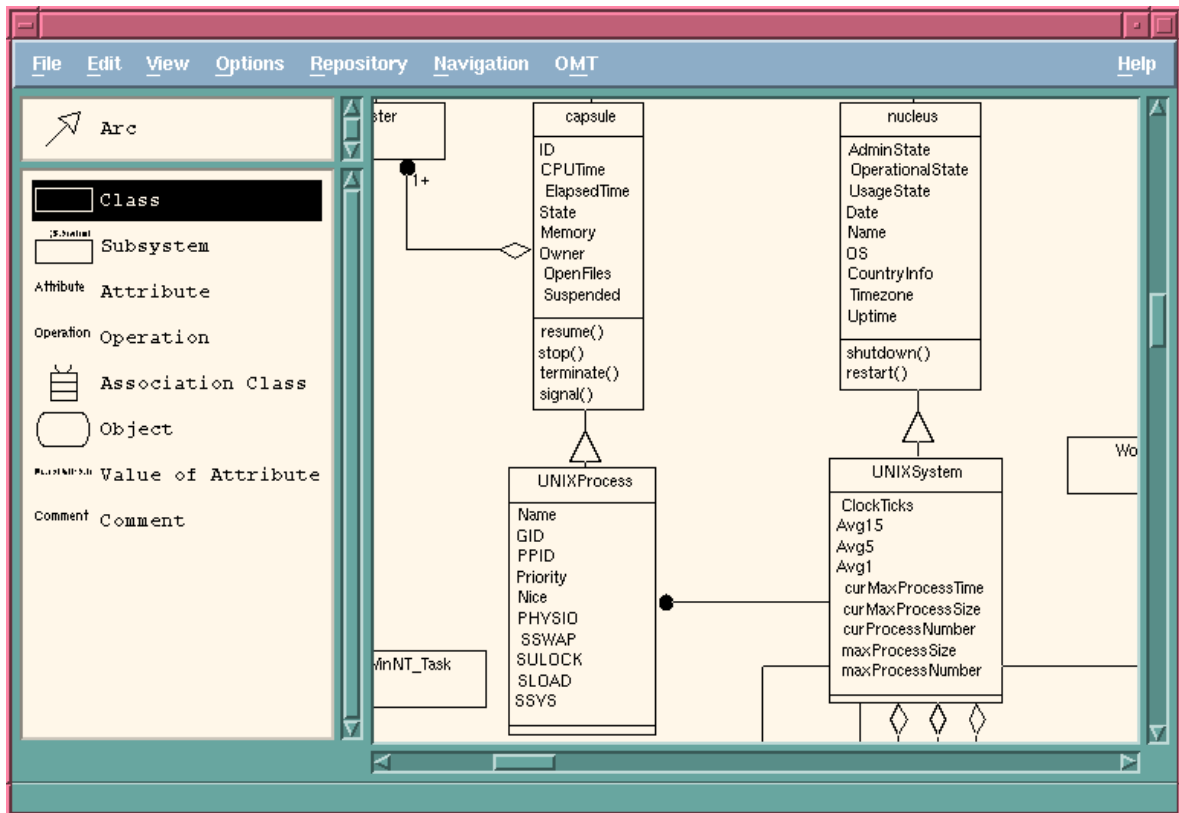 File Edit View Options Repository Navigation OMT Help
Arc
Class
Subsystem
Attribute Attribute
Operation Operation
Association Class
Object
Value of Attribute
Comment Comment
ster
1+
capsule
ID
CPUTime
ElapsedTime
State
Memory
Owner
OpenFiles
Suspended
resume()
stop()
terminate()
signal()
nucleus
AdminState
OperationalState
UsageState
Date
Name
OS
CountryInfo
Timezone
Uptime
shutdown()
restart()
UNIXProcess
Name
GID
PPID
Priority
Nice
PHYSIO
SSWAP
SULOCK
SLOAD
SSYS
UNIXSystem
ClockTicks
Avg15
Avg5
Avg1
curMaxProcessTime
curMaxProcessSize
curProcessNumber
maxProcessSize
maxProcessNumber
WinNT_Task
Wo